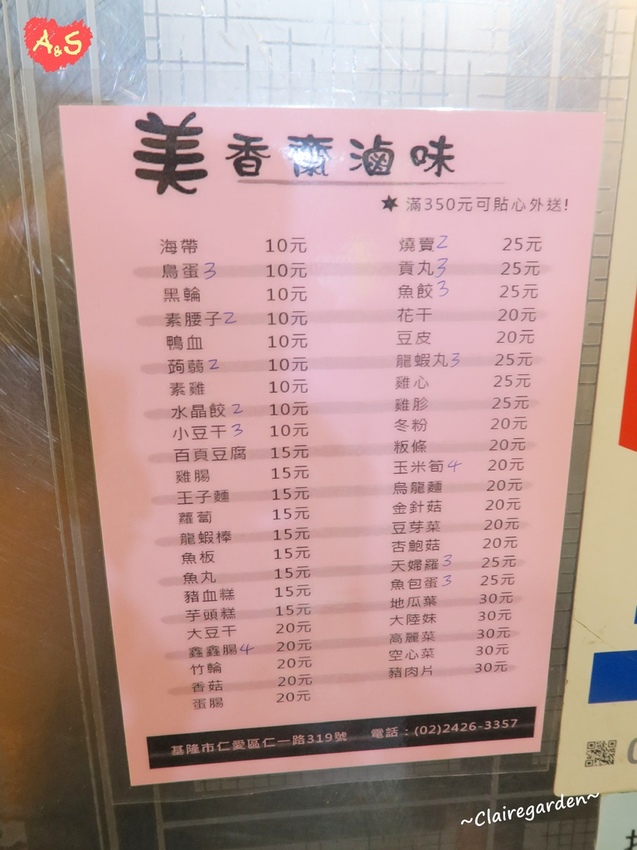 A&S
美香齋滷味
★ 滿350元可貼心外送!
海帶 10元
鳥蛋3 10元
黑輪 10元
素腰子2 10元
鴨血 10元
蒟蒻2 10元
素雞 10元
水晶餃2 10元
小豆干3 10元
百頁豆腐 15元
雞腸 15元
王子麵 15元
蘿蔔 15元
龍蝦棒 15元
魚板 15元
魚丸 15元
豬血糕 15元
芋頭糕 15元
大豆干 20元
鑫鑫腸4 20元
竹輪 20元
香菇 20元
蛋腸 20元
燒賣2 25元
貢丸3 25元
魚餃3 25元
花干 20元
豆皮 20元
龍蝦丸3 25元
雞心 25元
雞胗 25元
冬粉 20元
粄條 20元
玉米筍4 20元
烏龍麵 20元
金針菇 20元
豆芽菜 20元
杏鮑菇 20元
天婦羅3 25元
魚包蛋3 25元
地瓜葉 30元
大陸妹 30元
高麗菜 30元
空心菜 30元
豬肉片 30元
基隆市仁愛區仁一路319號 電話：(02)2426-3357
~Clairegarden~